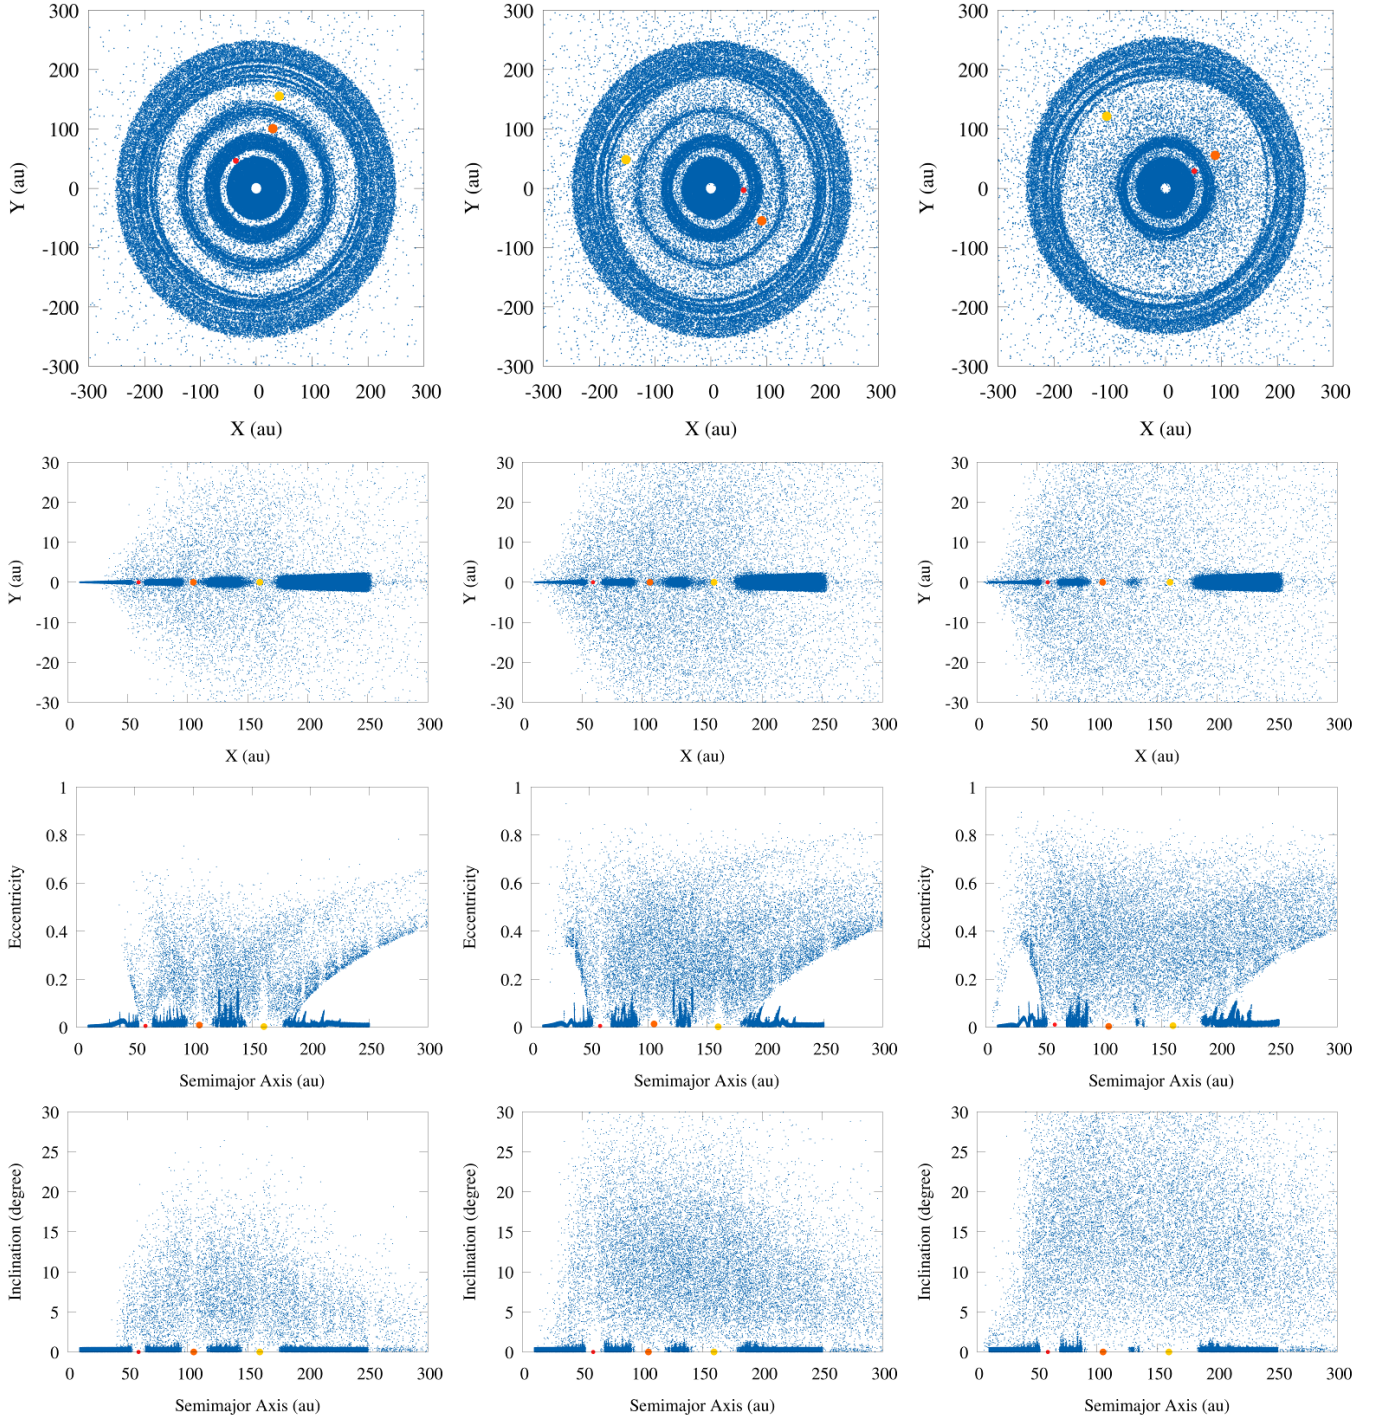 300 300 300
200 200 200
100 100 100
0 0 0
-100 -100 -100
-200 -200 -200
-300 -300 -300
Y (au) Y (au) Y (au)
-300 -200 -100 0 100 200 300 -300 -200 -100 0 100 200 300 -300 -200 -100 0 100 200 300
X (au) X (au) X (au)
30 30 30
20 20 20
10 10 10
0 0 0
-10 -10 -10
-20 -20 -20
-30 -30 -30
Y (au) Y (au) Y (au)
0 50 100 150 200 250 300 0 50 100 150 200 250 300 0 50 100 150 200 250 300
X (au) X (au) X (au)
1 1 1
0.8 0.8 0.8
0.6 0.6 0.6
0.4 0.4 0.4
0.2 0.2 0.2
0 0 0
Eccentricity Eccentricity Eccentricity
0 50 100 150 200 250 300 0 50 100 150 200 250 300 0 50 100 150 200 250 300
Semimajor Axis (au) Semimajor Axis (au) Semimajor Axis (au)
30 30 30
25 25 25
20 20 20
15 15 15
10 10 10
5 5 5
0 0 0
Inclination (degree) Inclination (degree) Inclination (degree)
0 50 100 150 200 250 300 0 50 100 150 200 250 300 0 50 100 150 200 250 300
Semimajor Axis (au) Semimajor Axis (au) Semimajor Axis (au)